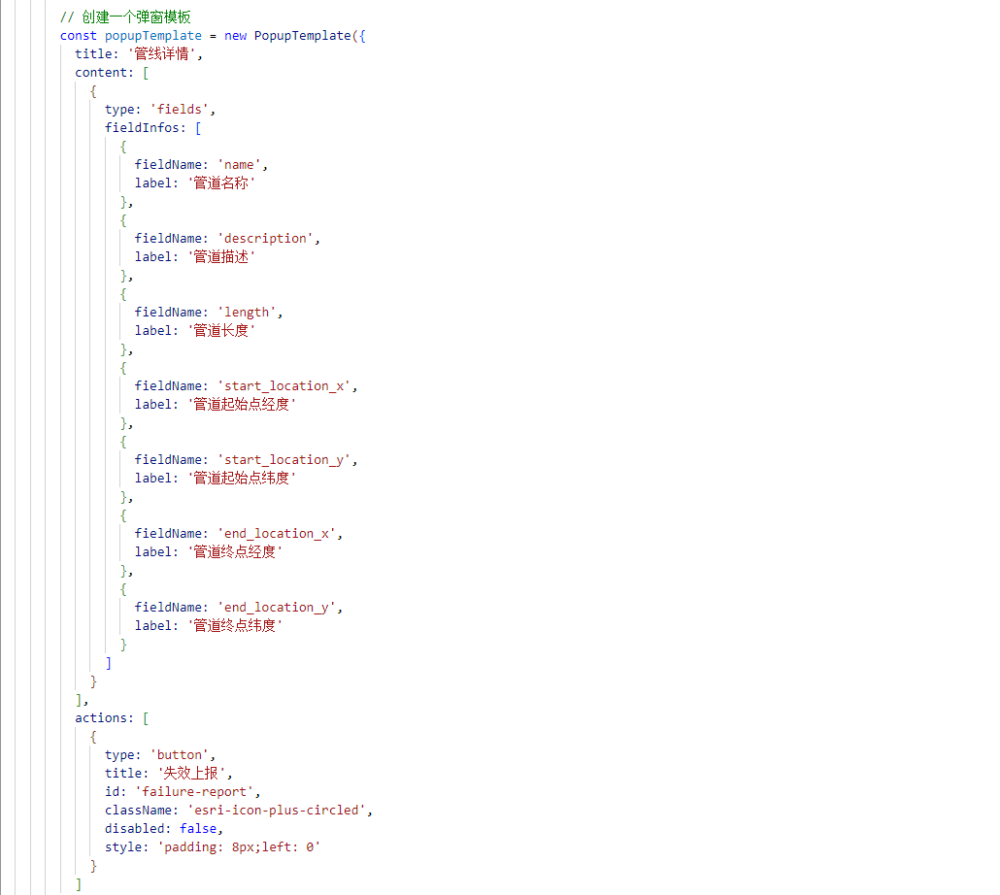 // 创建一个弹窗模板
const popupTemplate = new PopupTemplate({
  title: '管线详情',
  content: [
    {
      type: 'fields',
      fieldInfos: [
        {
          fieldName: 'name',
          label: '管道名称'
        },
        {
          fieldName: 'description',
          label: '管道描述'
        },
        {
          fieldName: 'length',
          label: '管道长度'
        },
        {
          fieldName: 'start_location_x',
          label: '管道起始点经度'
        },
        {
          fieldName: 'start_location_y',
          label: '管道起始点纬度'
        },
        {
          fieldName: 'end_location_x',
          label: '管道终点经度'
        },
        {
          fieldName: 'end_location_y',
          label: '管道终点纬度'
        }
      ]
    }
  ],
  actions: [
    {
      type: 'button',
      title: '失效上报',
      id: 'failure-report',
      className: 'esri-icon-plus-circled',
      disabled: false,
      style: 'padding: 8px;left: 0'
    }
  ]